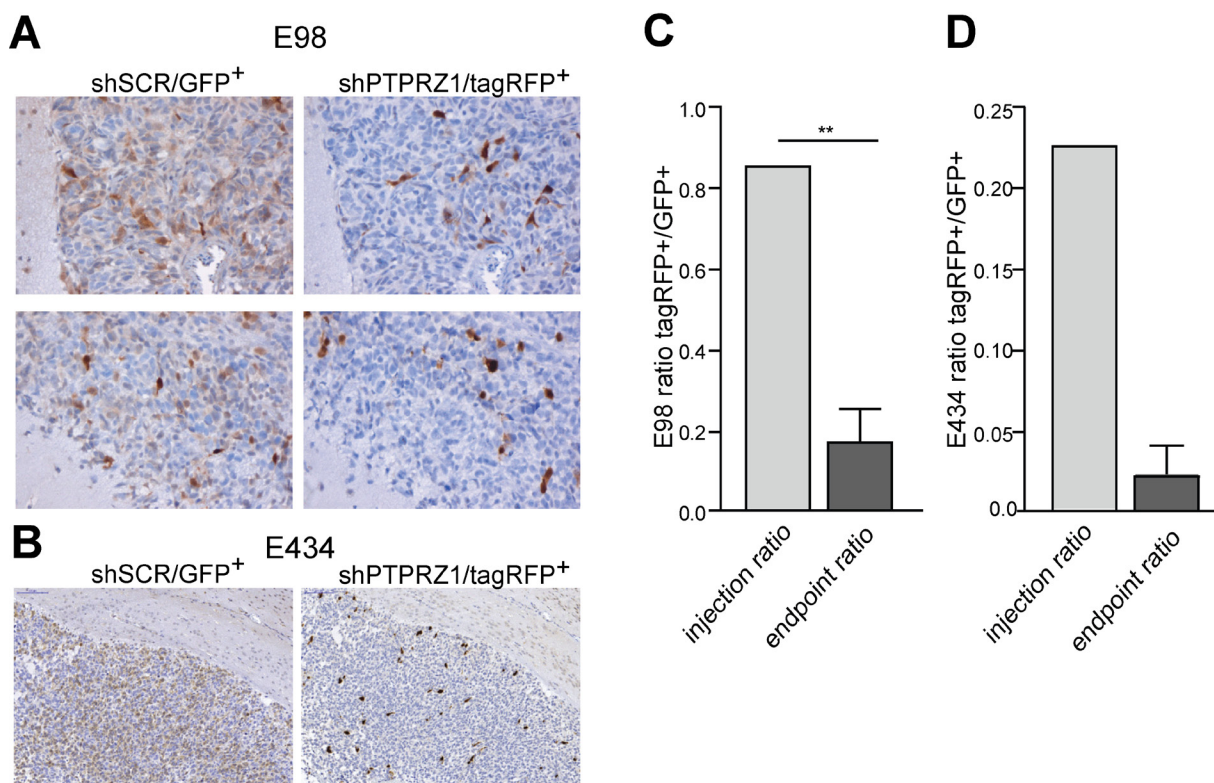 A
E98
shSCR/GFP+
shPTPRZ1/tagRFP+
B
E434
shSCR/GFP+
shPTPRZ1/tagRFP+
C
E98 ratio tagRFP+/GFP+
1.0
0.8
0.6
0.4
0.2
0.0
**
injection ratio
endpoint ratio
D
E434 ratio tagRFP+/GFP+
0.25
0.20
0.15
0.10
0.05
0.0
injection ratio
endpoint ratio